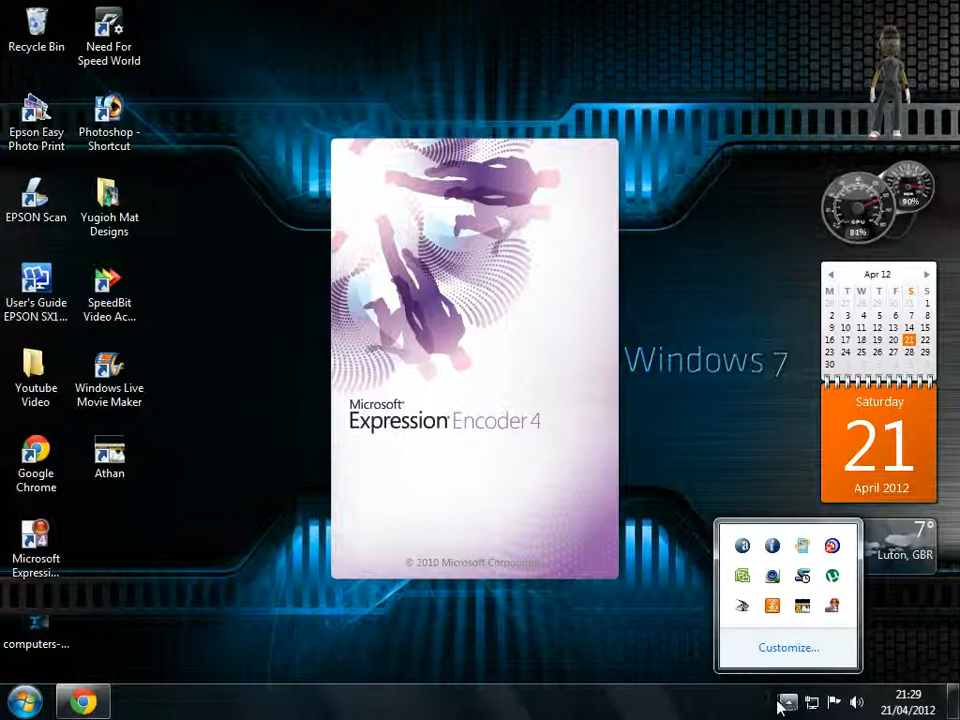 Recycle Bin
Need For
Speed World
Epson Easy
Photo Print
Photoshop -
Shortcut
EPSON Scan
Yugioh Mat
Designs
User's Guide
EPSON SX1...
SpeedBit
Video Ac...
Youtube
Video
Windows Live
Movie Maker
Google
Chrome
Athan
Microsoft
Expressi...
computers-...
Microsoft®
Expression® Encoder 4
© 2010 Microsoft Corporation
Windows 7
90%
CPU
81%
Apr 12
M T W T F S S
26 27 28 29 30 31 1
2 3 4 5 6 7 8
9 10 11 12 13 14 15
16 17 18 19 20 21 22
23 24 25 26 27 28 29
30
Saturday
21
April 2012
7°
Luton, GBR
Customize...
21:29
21/04/2012